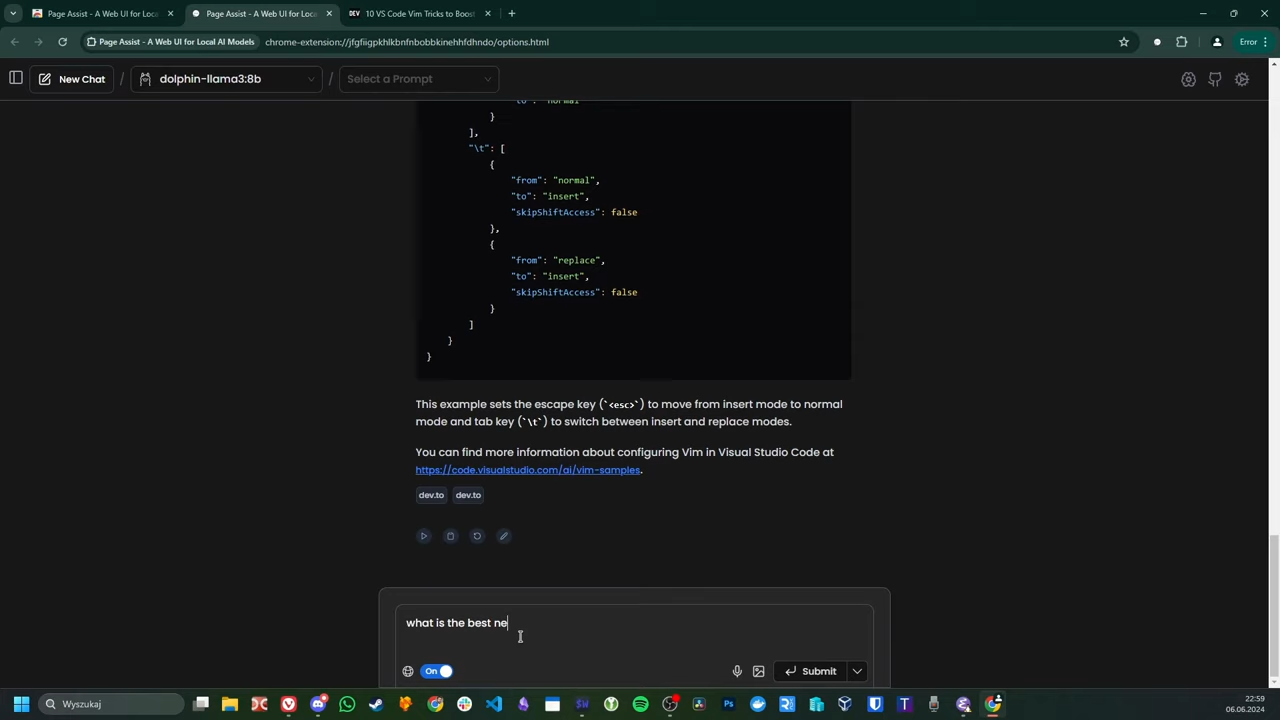 Page Assist - A Web UI for Loca
Page Assist - A Web UI for Loca
DEV 10 VS Code Vim Tricks to Boost
Page Assist - A Web UI for Local AI Models
chrome-extension://jfgfiigpkhlkbnfnbobbkinehhfdhndo/options.html
Error
New Chat / dolphin-llama3:8b / Select a Prompt
"to": "normal"
}
],
"\t": [
{
"from": "normal",
"to": "insert",
"skipShiftAccess": false
},
{
"from": "replace",
"to": "insert",
"skipShiftAccess": false
}
]
}
}
This example sets the escape key (`<esc>`) to move from insert mode to normal
mode and tab key (`\t`) to switch between insert and replace modes.
You can find more information about configuring Vim in Visual Studio Code at
https://code.visualstudio.com/ai/vim-samples.
dev.to dev.to
what is the best ne
On
Submit
Wyszukaj
22:59
06.06.2024